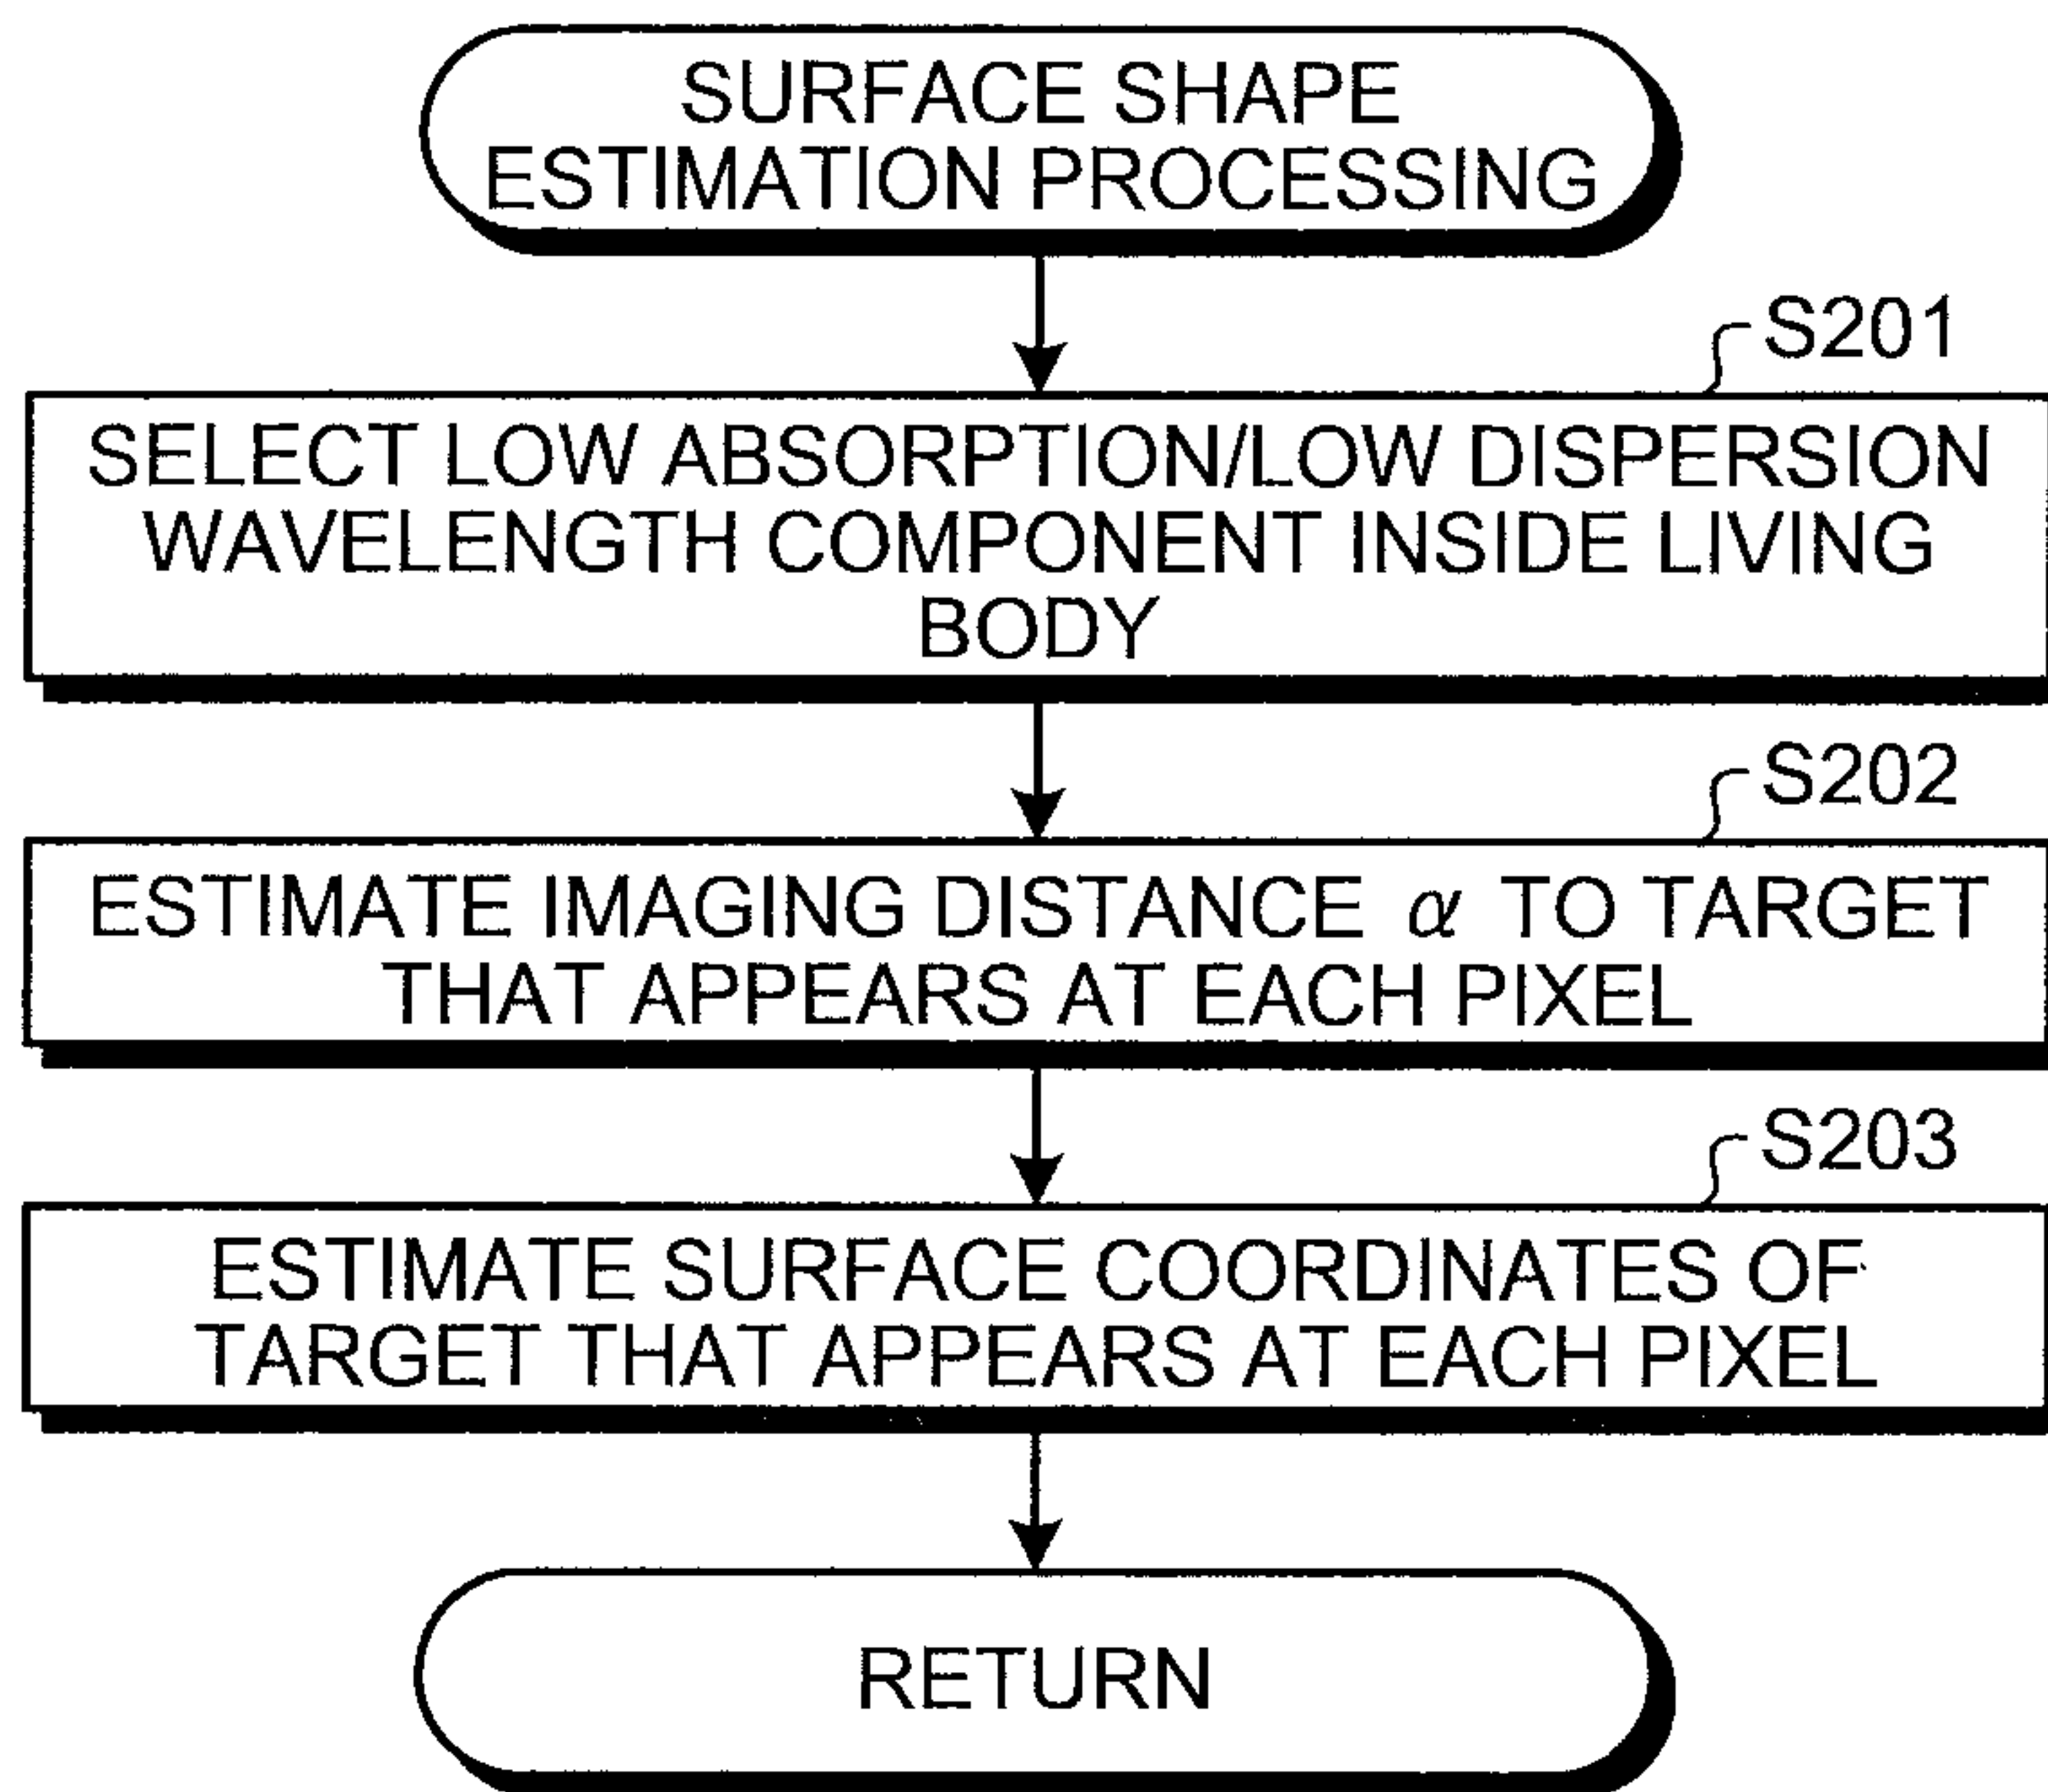 SURFACE SHAPE
ESTIMATION PROCESSING
S201
SELECT LOW ABSORPTION/LOW DISPERSION
WAVELENGTH COMPONENT INSIDE LIVING
BODY
S202
ESTIMATE IMAGING DISTANCE α TO TARGET
THAT APPEARS AT EACH PIXEL
S203
ESTIMATE SURFACE COORDINATES OF
TARGET THAT APPEARS AT EACH PIXEL
RETURN